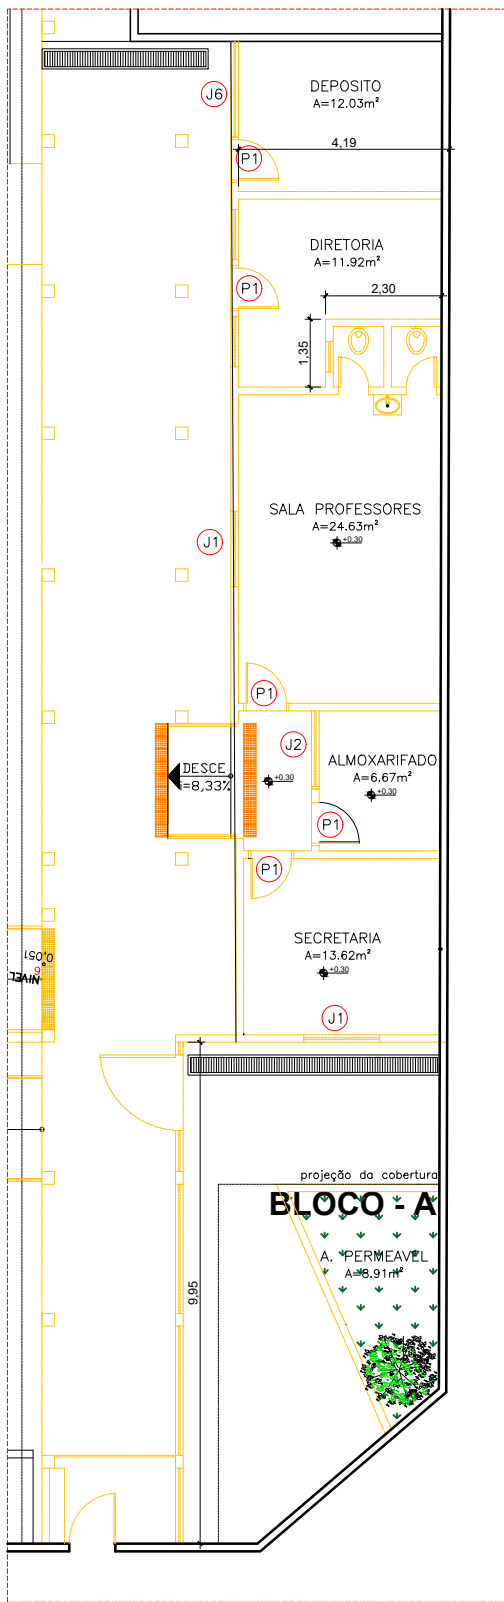 DEPOSITO
A=12.03m²
J6
4,19
P1
DIRETORIA
A=11.92m²
P1
2,30
1,35
SALA PROFESSORES
A=24.63m²
+0.30
J1
P1
J2
ALMOXARIFADO
A=6.67m²
+0.30
DESCE
i=8,33%
+0.30
P1
P1
SECRETARIA
A=13.62m²
+0.30
0,051
NIVEL
J1
projeção da cobertura
BLOCO - A
A. PERMEAVEL
A=8.91m²
9,95